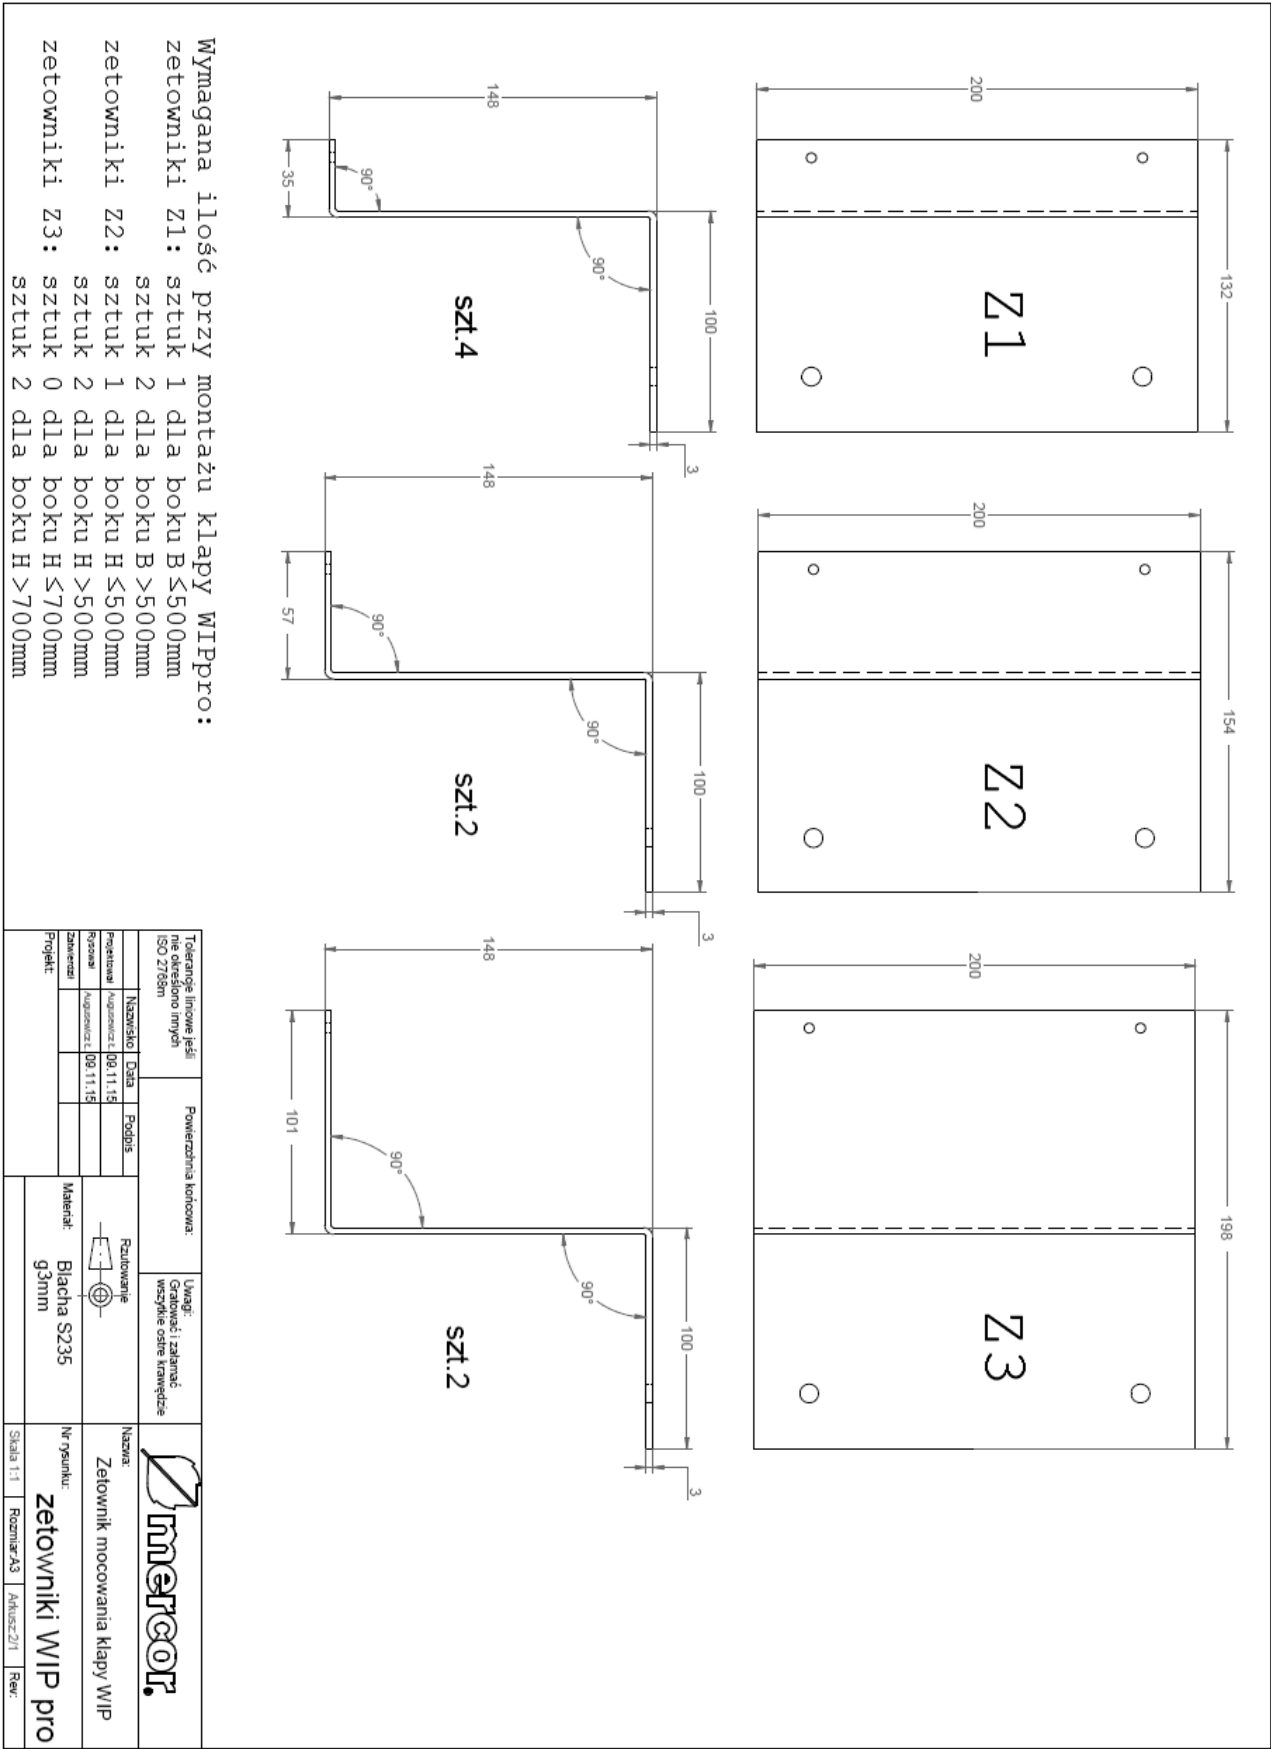 200
132
Z1
200
154
Z2
200
198
Z3
148
90°
35
90°
100
3
szt.4
148
90°
57
90°
100
3
szt.2
148
90°
101
90°
100
3
szt.2
Wymagana ilość przy montażu klapy WIPpro:
zetowniki Z1: sztuk 1 dla boku B ≤500mm
sztuk 2 dla boku B >500mm
zetowniki Z2: sztuk 1 dla boku H ≤500mm
sztuk 2 dla boku H >500mm
zetowniki Z3: sztuk 0 dla boku H ≤700mm
sztuk 2 dla boku H >700mm
Tolerancje liniowe jeśli
nie określono innych
ISO 2768m
Powierzchnia końcowa:
Uwagi:
Gratować i załamać
wszytkie ostre krawędzie
mercor.
Nazwisko Data Podpis
Projektował Augusewicz Ł. 09.11.15
Rysował Augusewicz Ł. 09.11.15
Zatwierdził
Projekt:
Rzutowanie
Materiał:
Blacha S235
g3mm
Nazwa:
Zetownik mocowania klapy WIP
Nr rysunku:
zetowniki WIP pro
Skala 1:1 Rozmiar:A3 Arkusz:2/1 Rev: